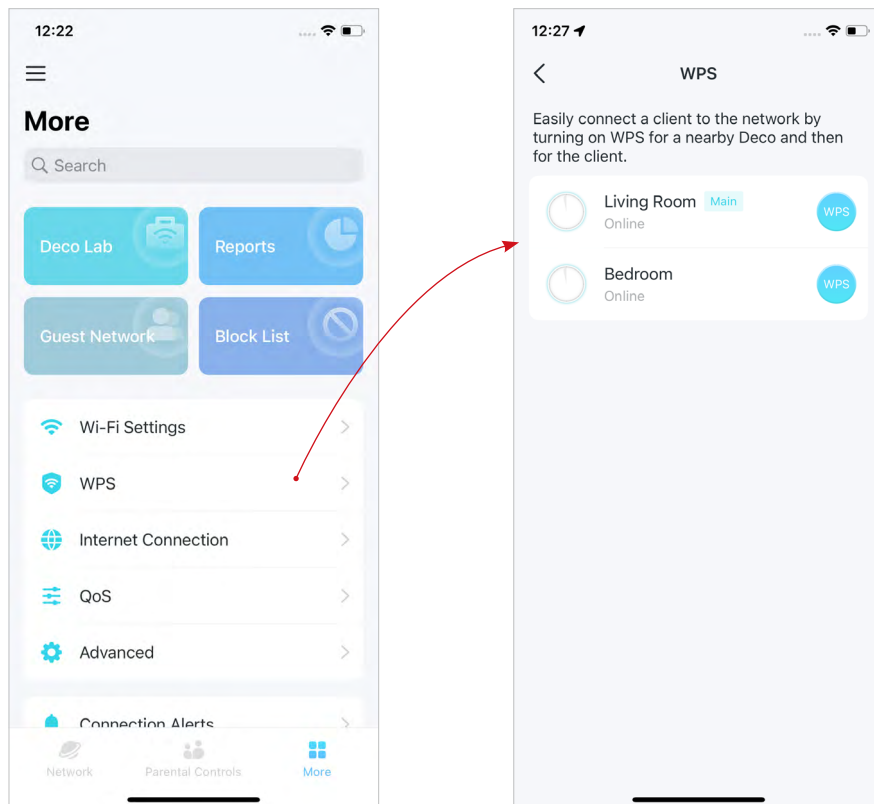 12:22
More
Search
Deco Lab
Reports
Guest Network
Block List
Wi-Fi Settings
WPS
Internet Connection
QoS
Advanced
Connection Alerts
Network
Parental Controls
More
12:27
WPS
Easily connect a client to the network by
turning on WPS for a nearby Deco and then
for the client.
Living Room Main
Online
WPS
Bedroom
Online
WPS